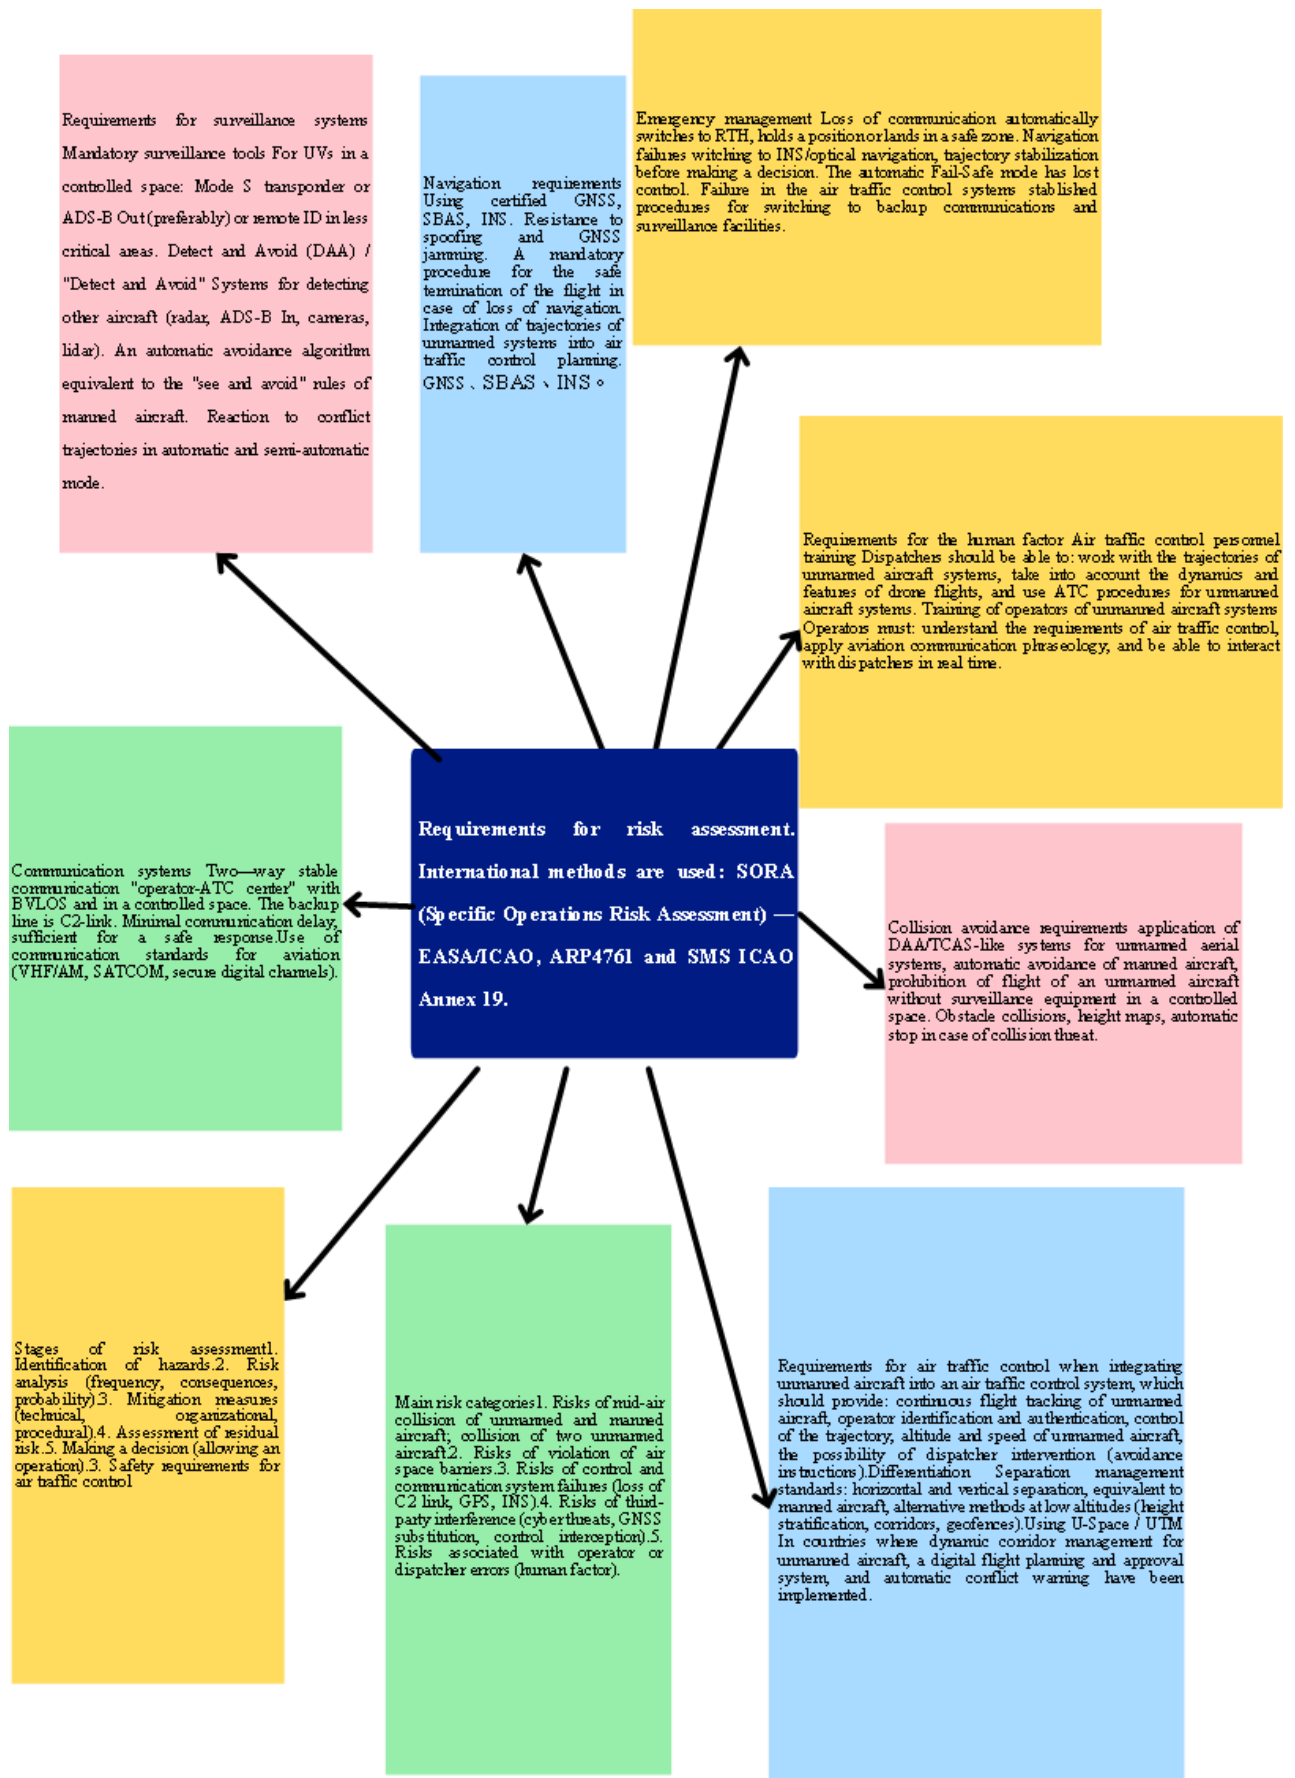 Requirements for surveillance systems
Mandatory surveillance tools For UVs in a
controlled space: Mode S transponder or
ADS-B Out (preferably) or remote ID in less
critical areas. Detect and Avoid (DAA) /
"Detect and Avoid" Systems for detecting
other aircraft (radar, ADS-B In, cameras,
lidar). An automatic avoidance algorithm
equivalent to the "see and avoid" rules of
manned aircraft. Reaction to conflict
trajectories in automatic and semi-automatic
mode.
Navigation requirements
Using certified GNSS,
SBAS, INS. Resistance to
spoofing and GNSS
jamming. A mandatory
procedure for the safe
termination of the flight in
case of loss of navigation.
Integration of trajectories of
unmanned systems into air
traffic control planning.
GNSS、SBAS、INS。
Emergency management Loss of communication automatically
switches to RTH, holds a position or lands in a safe zone. Navigation
failures witching to INS/optical navigation, trajectory stabilization
before making a decision. The automatic Fail-Safe mode has lost
control. Failure in the air traffic control systems stablished
procedures for switching to backup communications and
surveillance facilities.
Requirements for the human factor Air traffic control personnel
training Dispatchers should be able to: work with the trajectories of
unmanned aircraft systems, take into account the dynamics and
features of drone flights, and use ATC procedures for unmanned
aircraft systems. Training of operators of unmanned aircraft systems
Operators must: understand the requirements of air traffic control,
apply aviation communication phraseology, and be able to interact
with dispatchers in real time.
Requirements for risk assessment.
International methods are used: SORA
(Specific Operations Risk Assessment) —
EASA/ICAO, ARP4761 and SMS ICAO
Annex 19.
Communication systems Two—way stable
communication "operator-ATC center" with
BVLOS and in a controlled space. The backup
line is C2-link. Minimal communication delay,
sufficient for a safe response.Use of
communication standards for aviation
(VHF/AM, SATCOM, secure digital channels).
Collision avoidance requirements application of
DAA/TCAS-like systems for unmanned aerial
systems, automatic avoidance of manned aircraft,
prohibition of flight of an unmanned aircraft
without surveillance equipment in a controlled
space. Obstacle collisions, height maps, automatic
stop in case of collision threat.
Stages of risk assessment1.
Identification of hazards.2. Risk
analysis (frequency, consequences,
probability).3. Mitigation measures
(technical, organizational,
procedural).4. Assessment of residual
risk.5. Making a decision (allowing an
operation).3. Safety requirements for
air traffic control
Main risk categories1. Risks of mid-air
collision of unmanned and manned
aircraft; collision of two unmanned
aircraft.2. Risks of violation of air
space barriers.3. Risks of control and
communication system failures (loss of
C2 link, GPS, INS).4. Risks of third-
party interference (cyber threats, GNSS
substitution, control interception).5.
Risks associated with operator or
dispatcher errors (human factor).
Requirements for air traffic control when integrating
unmanned aircraft into an air traffic control system, which
should provide: continuous flight tracking of unmanned
aircraft, operator identification and authentication, control
of the trajectory, altitude and speed of unmanned aircraft,
the possibility of dispatcher intervention (avoidance
instructions).Differentiation Separation management
standards: horizontal and vertical separation, equivalent to
manned aircraft, alternative methods at low altitudes (height
stratification, corridors, geofences).Using U-Space / UTM
In countries where dynamic corridor management for
unmanned aircraft, a digital flight planning and approval
system, and automatic conflict warning have been
implemented.